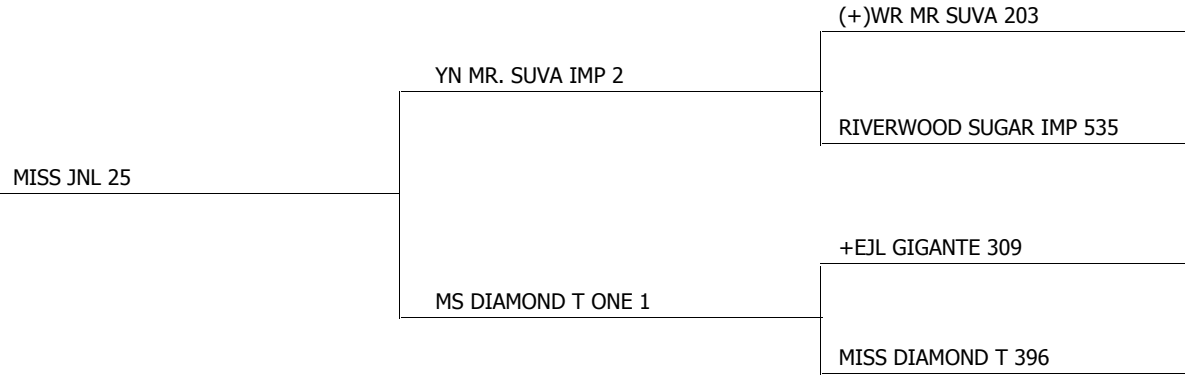 (+)WR MR SUVA 203
YN MR. SUVA IMP 2
RIVERWOOD SUGAR IMP 535
MISS JNL 25
+EJL GIGANTE 309
MS DIAMOND T ONE 1
MISS DIAMOND T 396